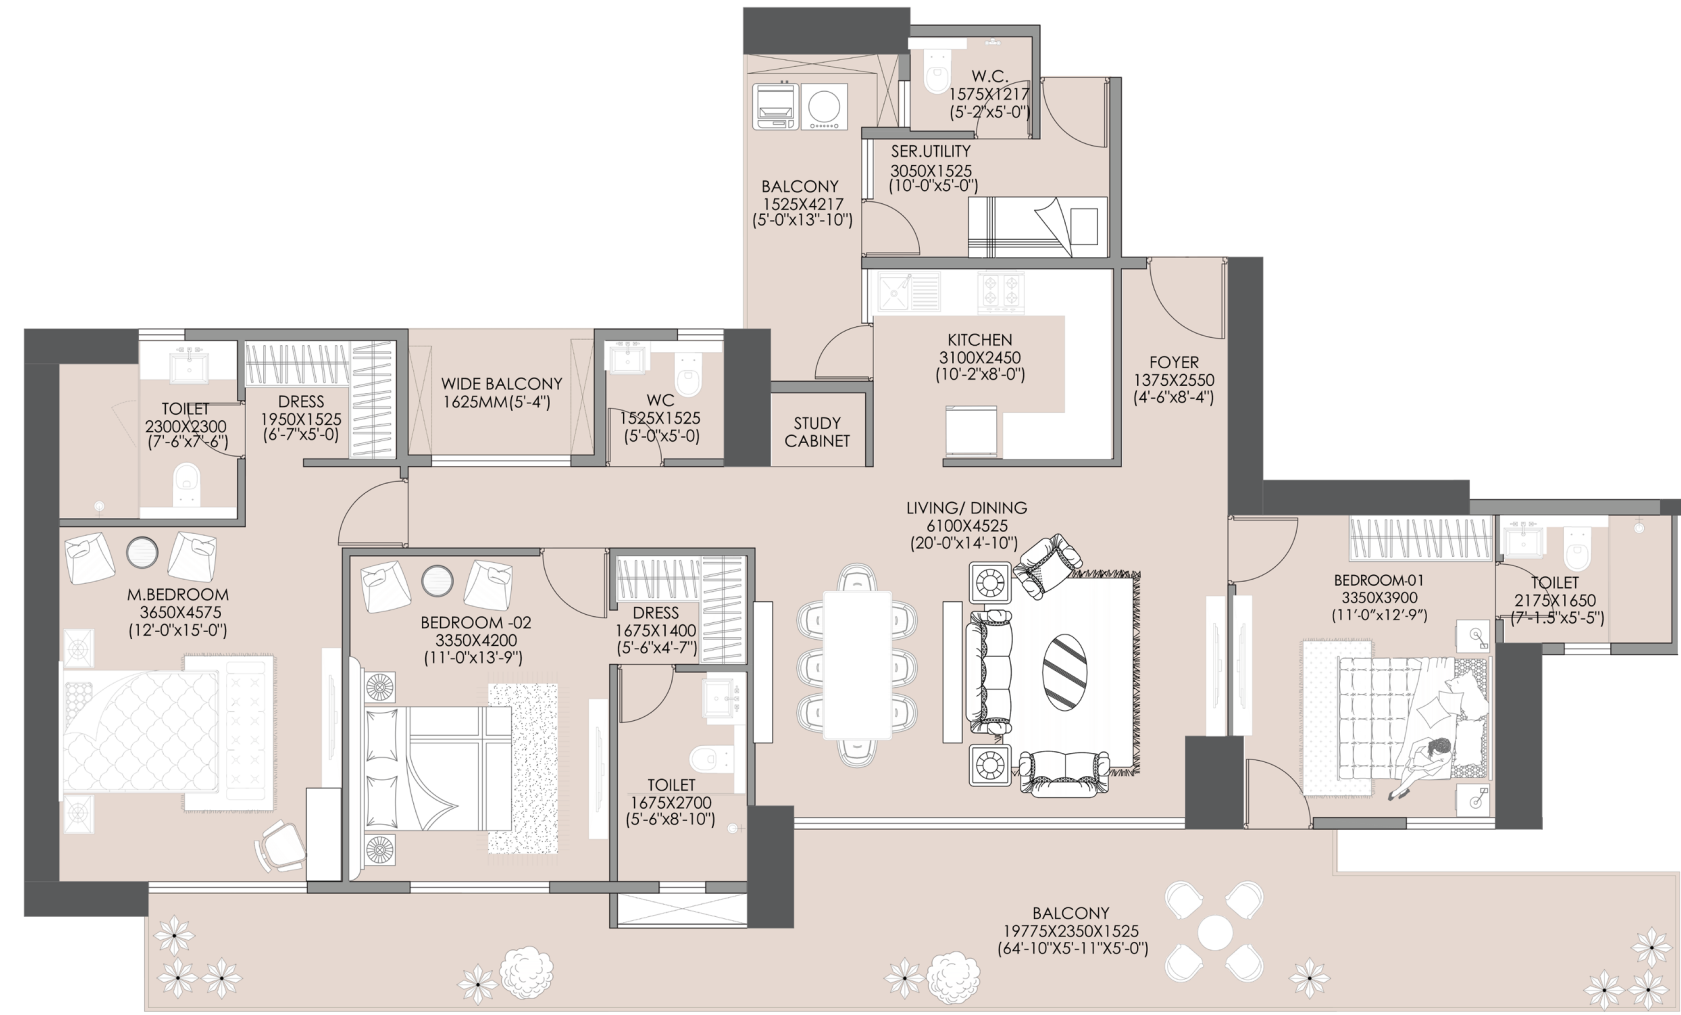 W.C.
1575X1217
(5'-2"x5'-0")
SER.UTILITY
3050X1525
(10'-0"x5'-0")
BALCONY
1525X4217
(5'-0"x13"-10")
KITCHEN
3100X2450
(10'-2"x8'-0")
FOYER
1375X2550
(4'-6"x8'-4")
WIDE BALCONY
1625MM(5'-4")
WC
1525X1525
(5'-0"x5'-0)
STUDY
CABINET
DRESS
1950X1525
(6'-7"x5'-0)
TOILET
2300X2300
(7'-6"x7'-6")
LIVING/ DINING
6100X4525
(20'-0"x14'-10")
M.BEDROOM
3650X4575
(12'-0"x15'-0")
BEDROOM -02
3350X4200
(11'-0"x13'-9")
DRESS
1675X1400
(5'-6"x4'-7")
BEDROOM-01
3350X3900
(11'-0"x12'-9")
TOILET
2175X1650
(7'-1.5"x5'-5")
TOILET
1675X2700
(5'-6"x8'-10")
BALCONY
19775X2350X1525
(64'-10"X5'-11"X5'-0")